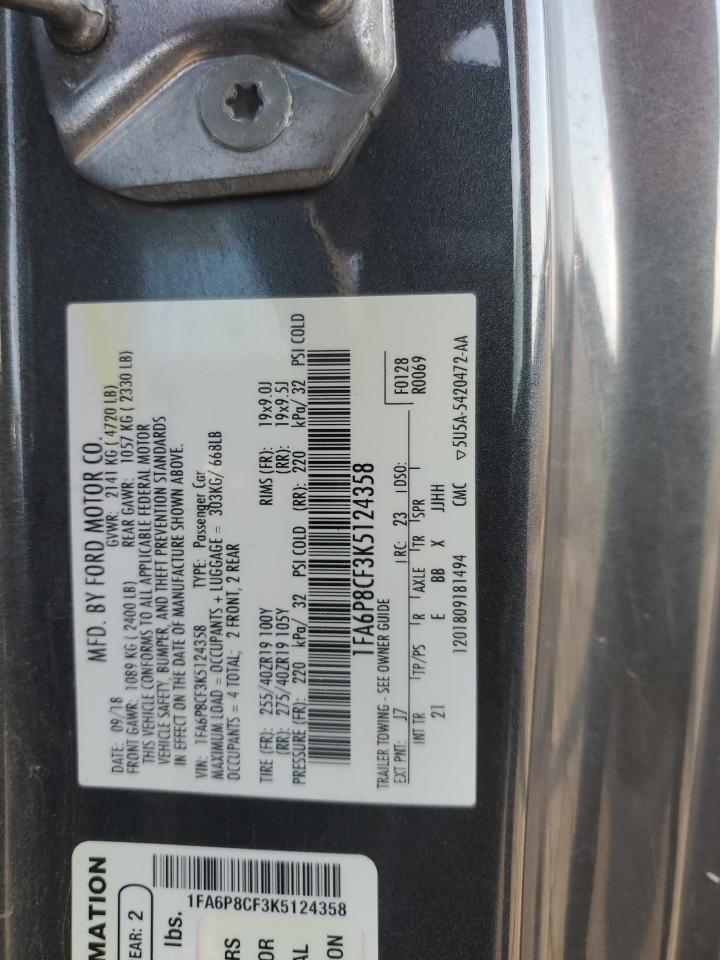 MFD. BY FORD MOTOR CO.
DATE: 09/18 GVWR: 2141 KG ( 4720 LB)
FRONT GAWR: 1089 KG ( 2400 LB) REAR GAWR: 1057 KG ( 2330 LB)
THIS VEHICLE CONFORMS TO ALL APPLICABLE FEDERAL MOTOR
VEHICLE SAFETY, BUMPER, AND THEFT PREVENTION STANDARDS
IN EFFECT ON THE DATE OF MANUFACTURE SHOWN ABOVE.
VIN: 1FA6P8CF3K5124358 TYPE: Passenger Car
MAXIMUM LOAD = OCCUPANTS + LUGGAGE = 303KG/ 668LB
OCCUPANTS = 4 TOTAL; 2 FRONT, 2 REAR
TIRE (FR): 255/40ZR19 100Y RIMS (FR): 19x9.0J
(RR): 275/40ZR19 105Y (RR): 19x9.5J
PRESSURE (FR): 220 kPa/ 32 PSI COLD (RR): 220 kPa/ 32 PSI COLD
1FA6P8CF3K5124358
TRAILER TOWING - SEE OWNER GUIDE
EXT PNT: J7 RC: 23 DSO: F0128
R0069
INT TR TP/PS R AXLE TR SPR
21 E BB X JJHH
1201809181494 CMC ▽5U5A-5420472-AA
MATION
EAR: 2
lbs.
1FA6P8CF3K5124358
RS
OR
AL
ON